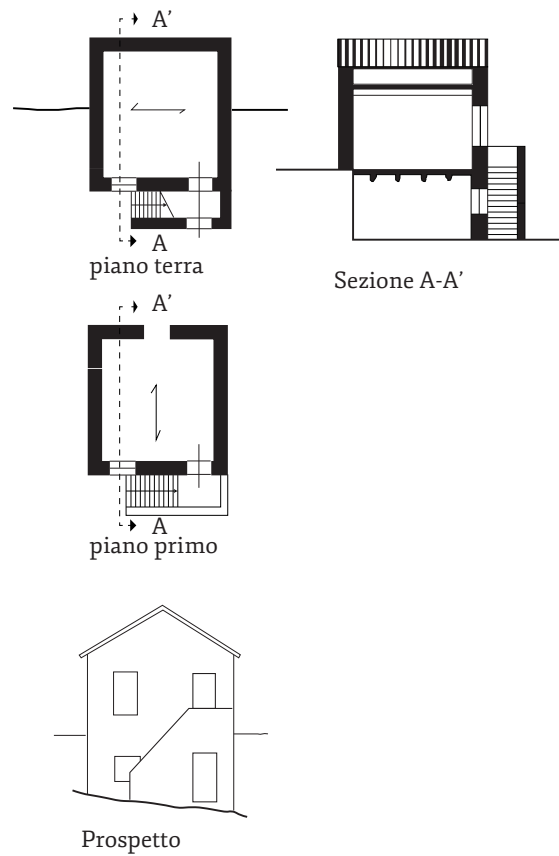 A’
A
piano terra
Sezione A-A’
A’
A
piano primo
Prospetto